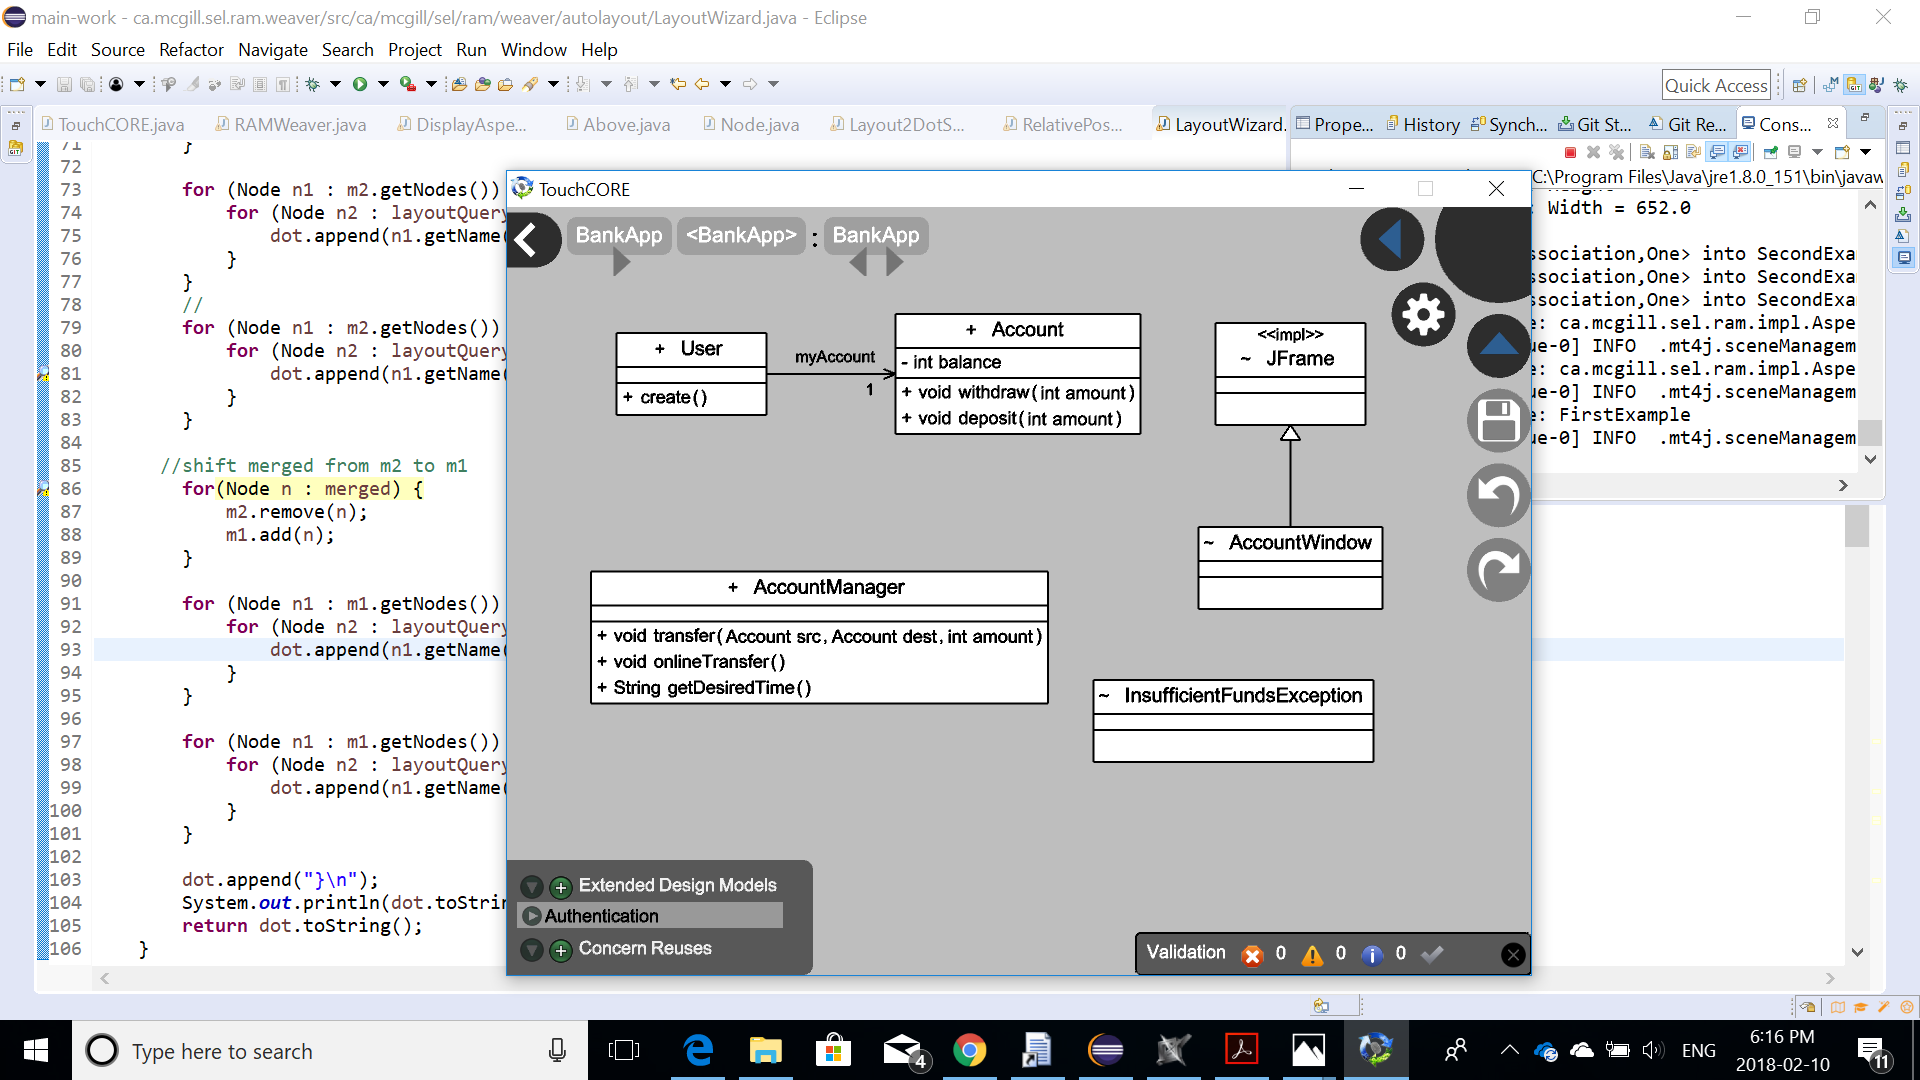 main-work - ca.mcgill.sel.ram.weaver/src/ca/mcgill/sel/ram/weaver/autolayout/LayoutWizard.java - Eclipse
File Edit Source Refactor Navigate Search Project Run Window Help
Quick Access
TouchCORE.java RAMWeaver.java DisplayAspe... Above.java Node.java Layout2DotS... RelativePos... LayoutWizard.
Prope... History Synch... Git St... Git Re... Cons...
C:\Program Files\Java\jre1.8.0_151\bin\javaw
Width = 652.0
ssociation,One> into SecondExa
ssociation,One> into SecondExa
ssociation,One> into SecondExa
: ca.mcgill.sel.ram.impl.Aspe
ue-0] INFO .mt4j.sceneManagem
: ca.mcgill.sel.ram.impl.Aspe
ue-0] INFO .mt4j.sceneManagem
: FirstExample
ue-0] INFO .mt4j.sceneManagem
71 }
72
73 for (Node n1 : m2.getNodes())
74 for (Node n2 : layoutQuery
75 dot.append(n1.getName(
76 }
77 }
78 //
79 for (Node n1 : m2.getNodes())
80 for (Node n2 : layoutQuery
81 dot.append(n1.getName(
82 }
83 }
84
85 //shift merged from m2 to m1
86 for(Node n : merged) {
87 m2.remove(n);
88 m1.add(n);
89 }
90
91 for (Node n1 : m1.getNodes())
92 for (Node n2 : layoutQuery
93 dot.append(n1.getName(
94 }
95 }
96
97 for (Node n1 : m1.getNodes())
98 for (Node n2 : layoutQuery
99 dot.append(n1.getName(
100 }
101 }
102
103 dot.append("}\n");
104 System.out.println(dot.toStrin
105 return dot.toString();
106 }
TouchCORE
BankApp <BankApp> : BankApp
+ User
+ create()
myAccount
1
+ Account
- int balance
+ void withdraw(int amount)
+ void deposit(int amount)
<<impl>>
~ JFrame
~ AccountWindow
+ AccountManager
+ void transfer(Account src, Account dest, int amount)
+ void onlineTransfer()
+ String getDesiredTime()
~ InsufficientFundsException
Extended Design Models
Authentication
Concern Reuses
Validation 0 0 0
Type here to search
4
ENG
6:16 PM
2018-02-10
11